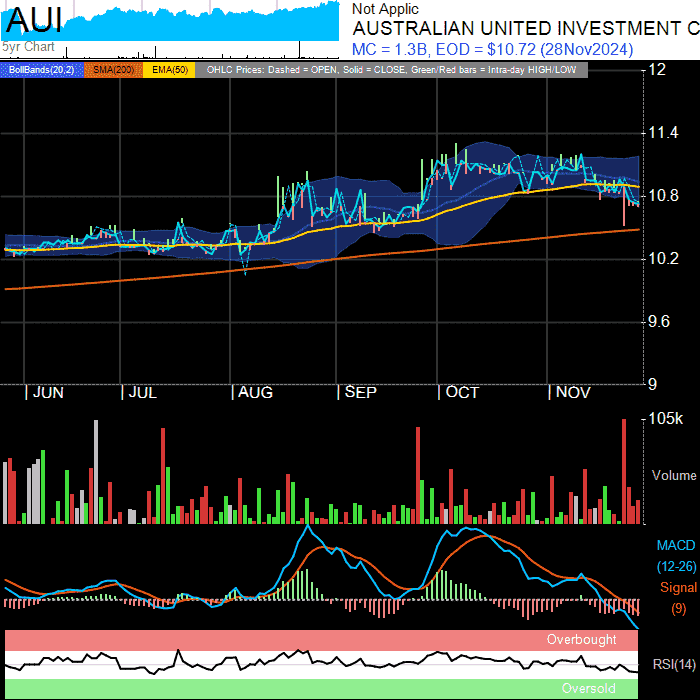 AUI
5yr Chart
Not Applic
AUSTRALIAN UNITED INVESTMENT C
MC = 1.3B, EOD = $10.72 (28Nov2024)
BollBands(20,2) SMA(200) EMA(50) OHLC Prices: Dashed = OPEN, Solid = CLOSE, Green/Red bars = Intra-day HIGH/LOW
12
11.4
10.8
10.2
9.6
9
JUN JUL AUG SEP OCT NOV
105k
Volume
MACD
(12-26)
Signal
(9)
Overbought
RSI(14)
Oversold